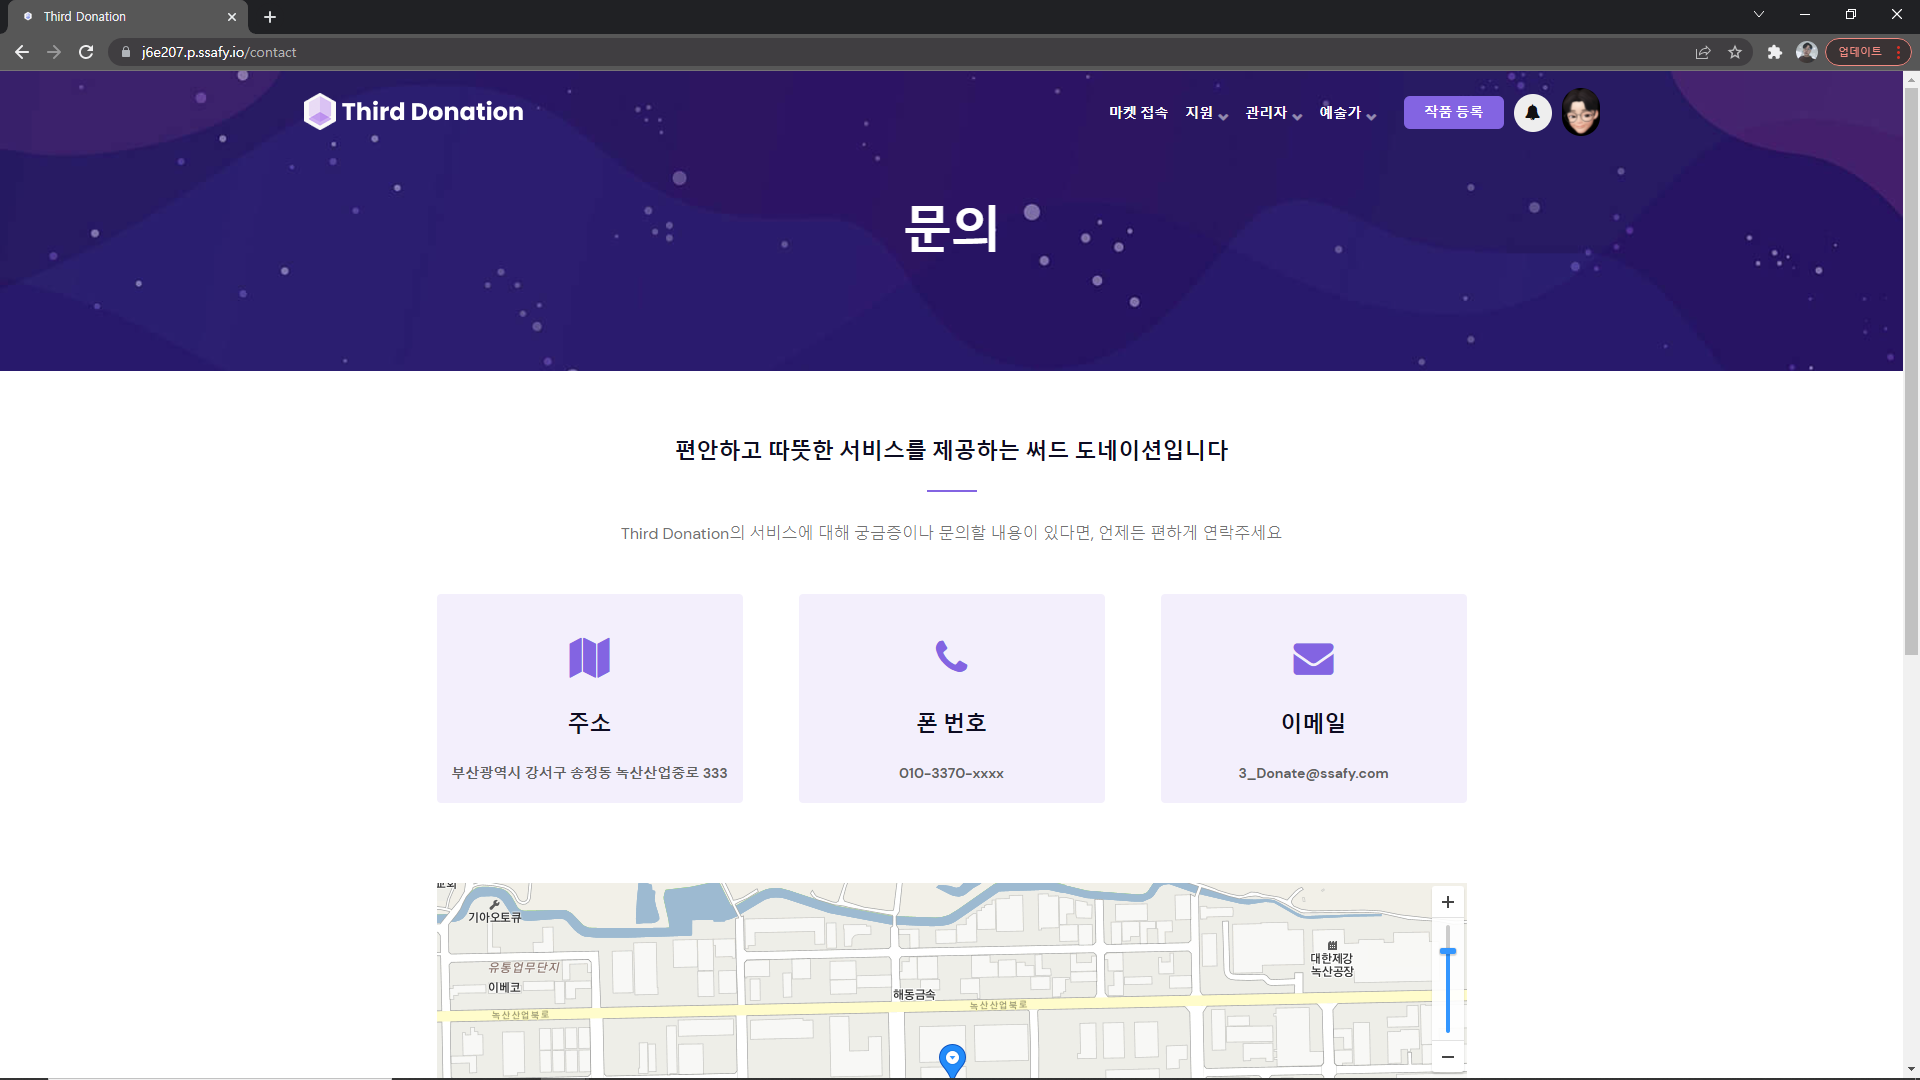 Third Donation
j6e207.p.ssafy.io/contact
업데이트
Third Donation
마켓 접속 지원 관리자 예술가 작품 등록
문의
편안하고 따뜻한 서비스를 제공하는 써드 도네이션입니다
Third Donation의 서비스에 대해 궁금증이나 문의할 내용이 있다면, 언제든 편하게 연락주세요
주소
부산광역시 강서구 송정동 녹산산업중로 333
폰 번호
010-3370-xxxx
이메일
3_Donate@ssafy.com
교회
기아오토큐
유통업무단지
이베코
녹산산업북로
해동금속
녹산산업북로
대한제강
녹산공장